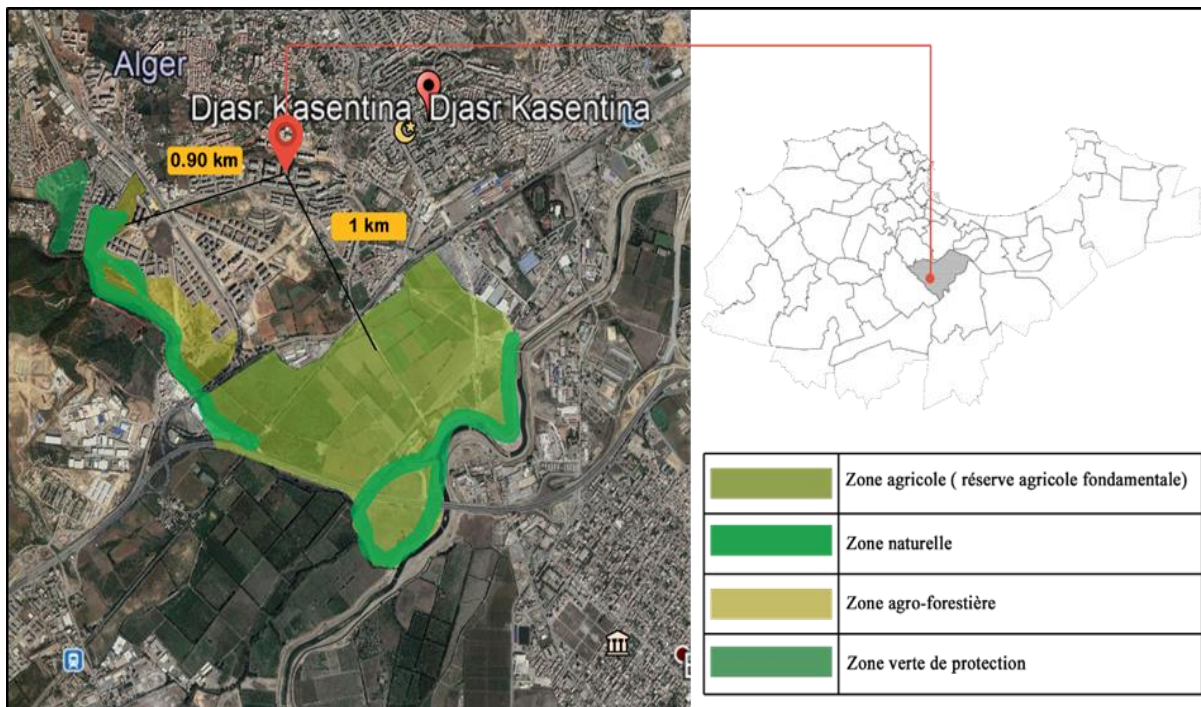 Alger
Djasr Kasentina
Djasr Kasentina
0.90 km
1 km
Zone agricole ( réserve agricole fondamentale)
Zone naturelle
Zone agro-forestière
Zone verte de protection